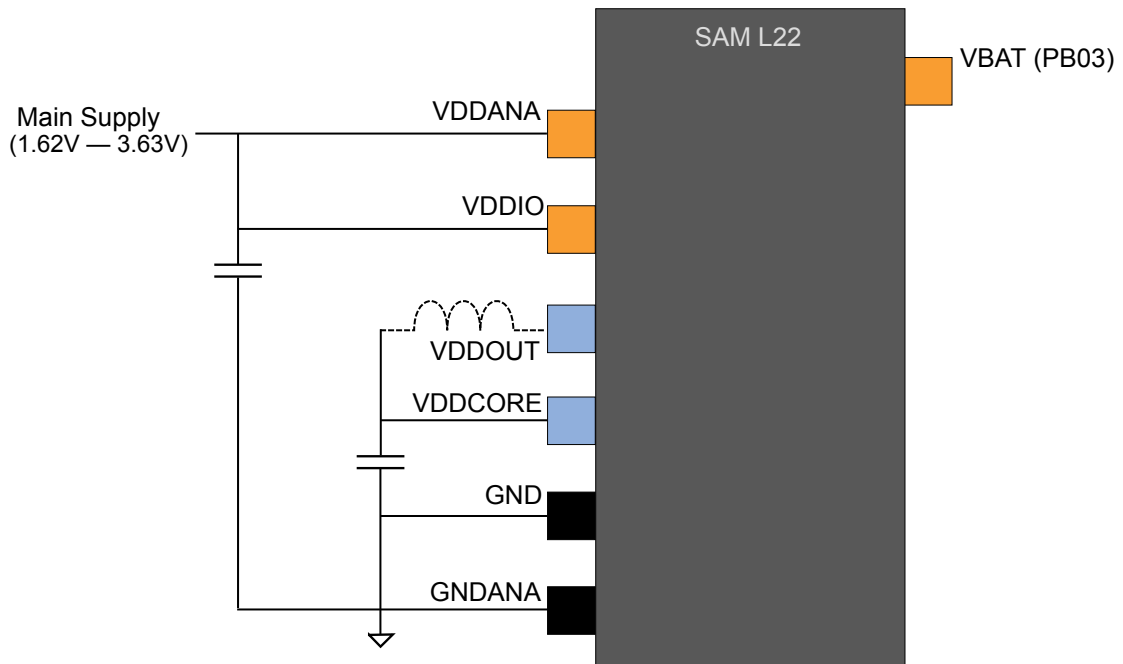 SAM L22
VBAT (PB03)
VDDANA
Main Supply
(1.62V — 3.63V)
VDDIO
VDDOUT
VDDCORE
GND
GNDANA